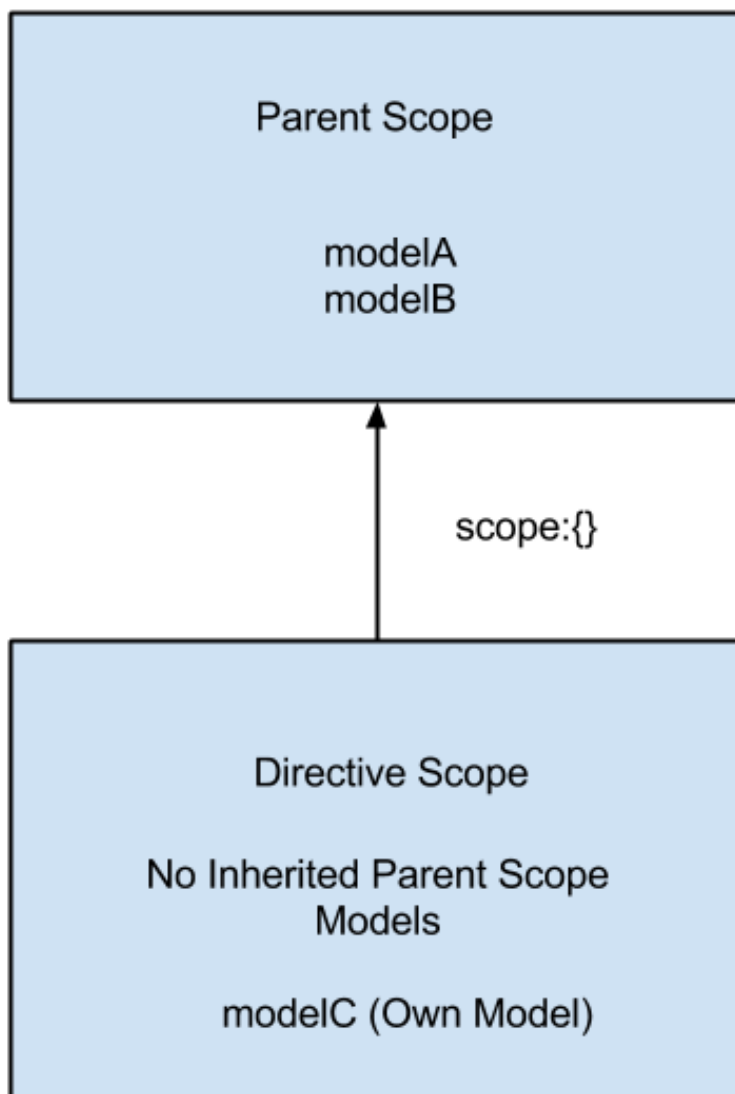 Parent Scope
modelA
modelB
scope:{}
Directive Scope
No Inherited Parent Scope
Models
modelC (Own Model)